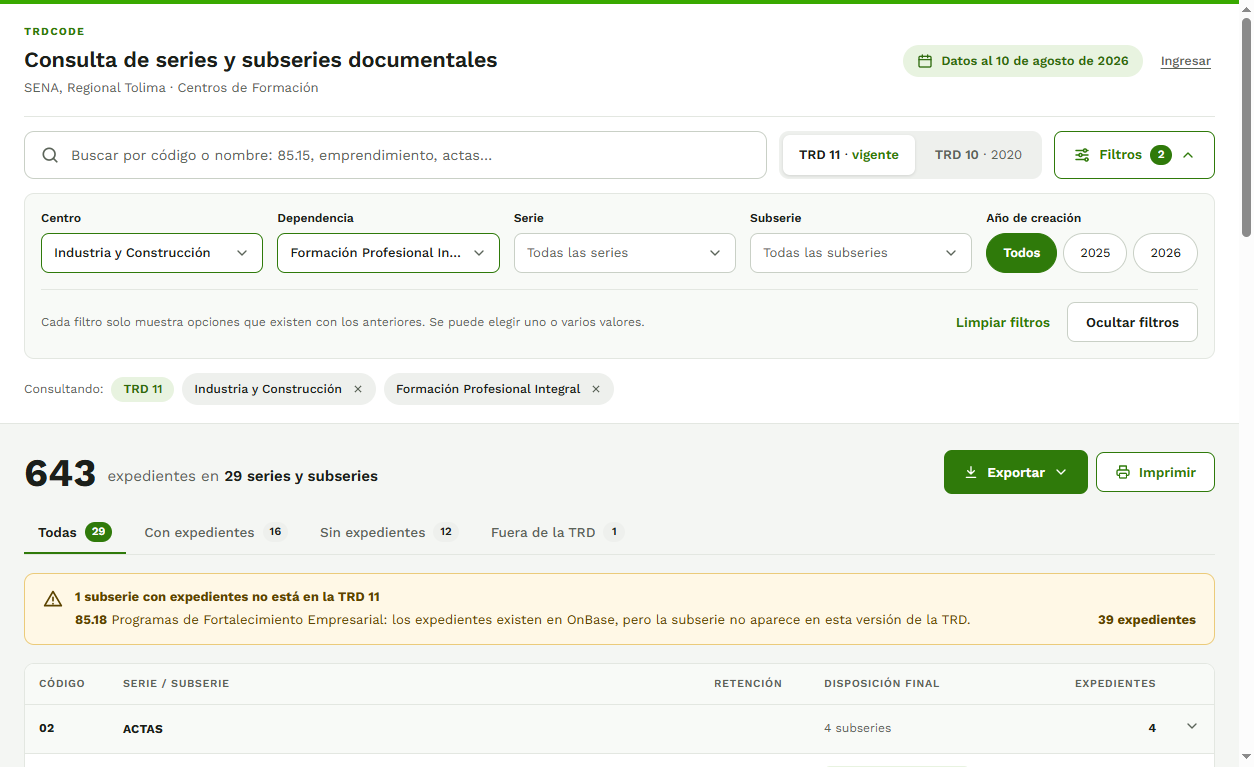 TRDCODE
Consulta de series y subseries documentales
SENA, Regional Tolima · Centros de Formación
Datos al 10 de agosto de 2026
Ingresar
Buscar por código o nombre: 85.15, emprendimiento, actas...
TRD 11 · vigente
TRD 10 · 2020
Filtros 2
Centro
Dependencia
Serie
Subserie
Año de creación
Industria y Construcción
Formación Profesional In...
Todas las series
Todas las subseries
Todos
2025
2026
Cada filtro solo muestra opciones que existen con los anteriores. Se puede elegir uno o varios valores.
Limpiar filtros
Ocultar filtros
Consultando: TRD 11 Industria y Construcción × Formación Profesional Integral ×
643 expedientes en 29 series y subseries
Exportar
Imprimir
Todas 29
Con expedientes 16
Sin expedientes 12
Fuera de la TRD 1
1 subserie con expedientes no está en la TRD 11
85.18 Programas de Fortalecimiento Empresarial: los expedientes existen en OnBase, pero la subserie no aparece en esta versión de la TRD.
39 expedientes
CÓDIGO SERIE / SUBSERIE RETENCIÓN DISPOSICIÓN FINAL EXPEDIENTES
02 ACTAS 4 subseries 4